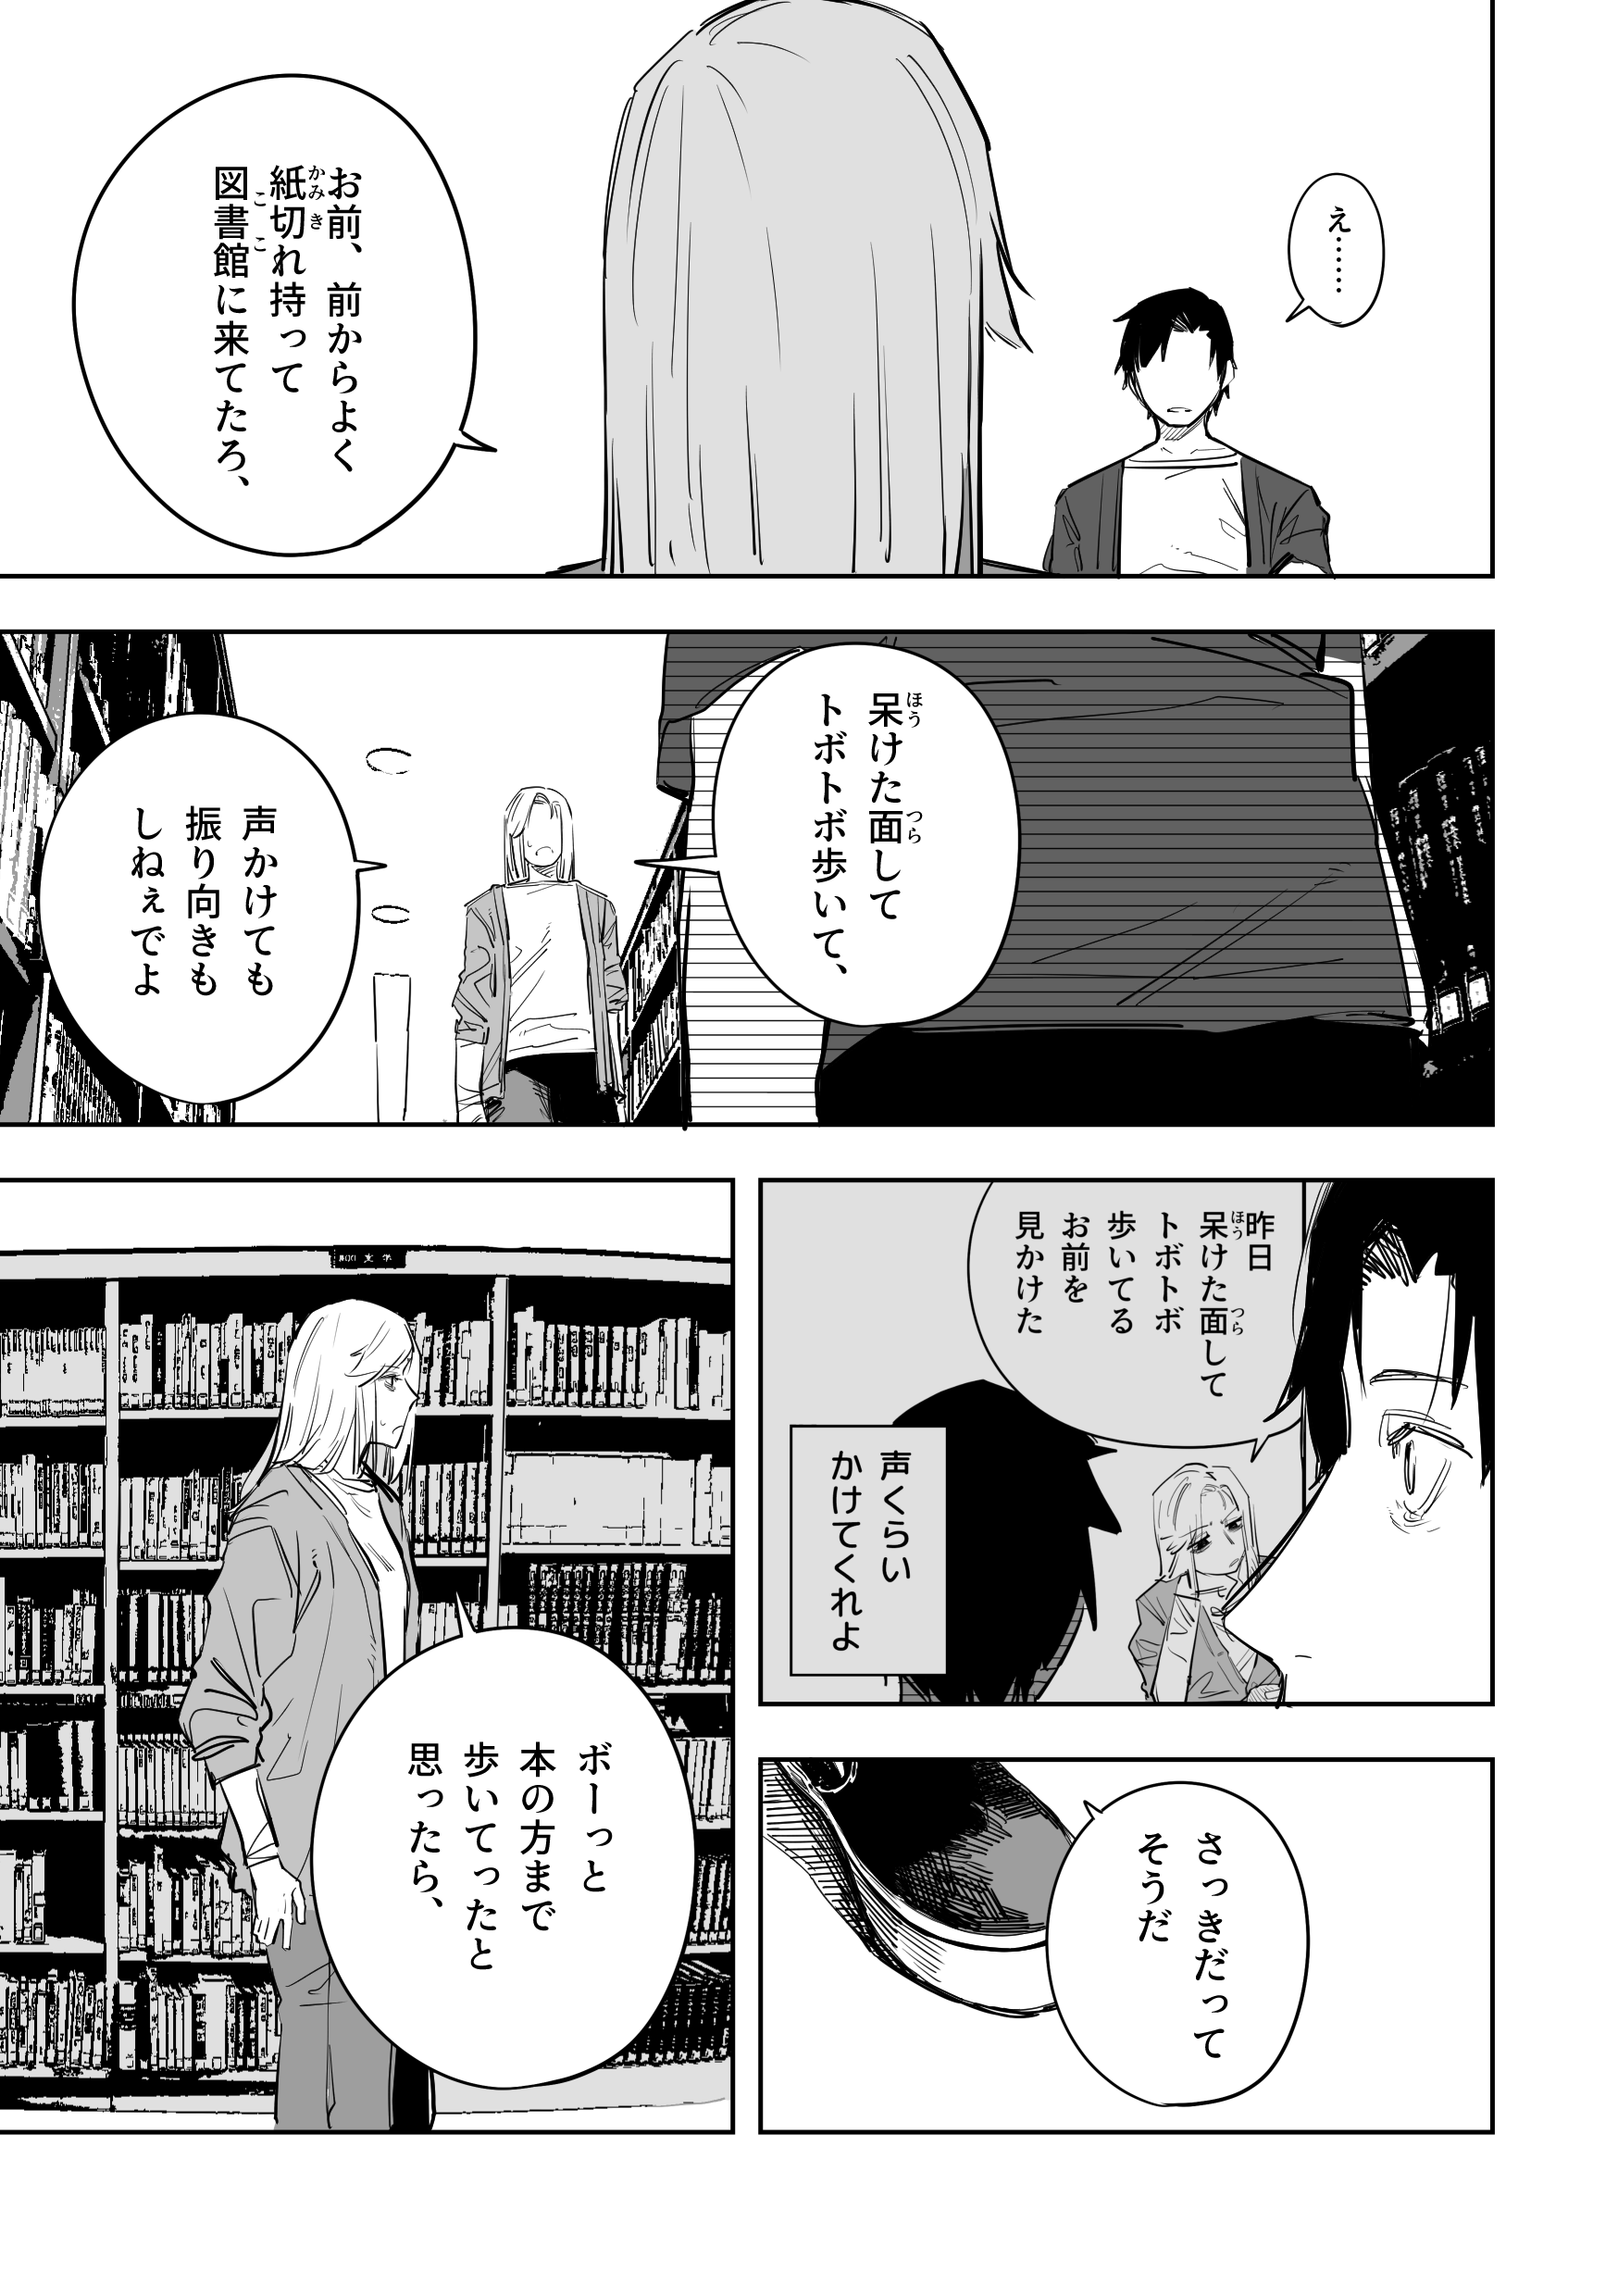 え……
お前、前からよく
紙切れ持って
図書館に来てたろ、
呆けた面して
トボトボ歩いて、
声かけても
振り向きも
しねぇでよ
昨日
呆けた面して
トボトボ
歩いてる
お前を
見かけた
声くらい
かけてくれよ
さっきだって
そうだ
ボーっと
本の方まで
歩いてったと
思ったら、